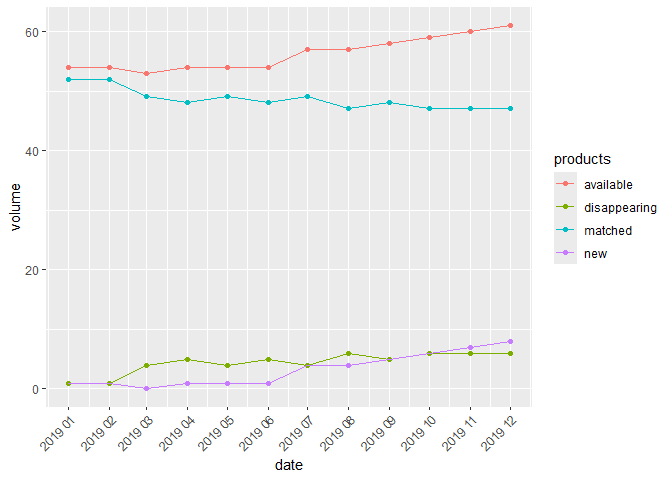 60
40
20
0
volume
2019 01
2019 02
2019 03
2019 04
2019 05
2019 06
2019 07
2019 08
2019 09
2019 10
2019 11
2019 12
date
products
available
disappearing
matched
new